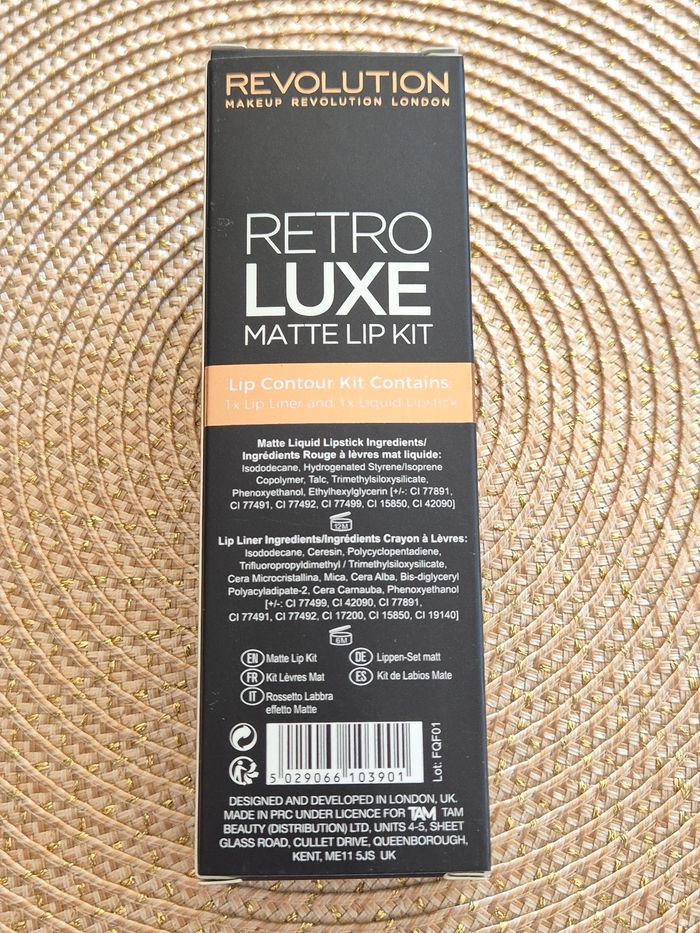 REVOLUTION
MAKEUP REVOLUTION LONDON
RETRO
LUXE
MATTE LIP KIT
Lip Contour Kit Contains:
1x Lip Liner and 1x Liquid Lipstick
Matte Liquid Lipstick Ingredients/
Ingrédients Rouge à lèvres mat liquide:
Isododecane, Hydrogenated Styrene/Isoprene
Copolymer, Talc, Trimethylsiloxysilicate,
Phenoxyethanol, Ethylhexylglycerin [+/-: CI 77891,
CI 77491, CI 77492, CI 77499, CI 15850, CI 42090]
12M
Lip Liner Ingredients/Ingrédients Crayon à Lèvres:
Isododecane, Ceresin, Polycyclopentadiene,
Trifluoropropyldimethyl / Trimethylsiloxysilicate,
Cera Microcristallina, Mica, Cera Alba, Bis-diglyceryl
Polyacyladipate-2, Cera Carnauba, Phenoxyethanol
[+/-: CI 77499, CI 42090, CI 77891,
CI 77491, CI 77492, CI 17200, CI 15850, CI 19140]
6M
EN Matte Lip Kit
DE Lippen-Set matt
FR Kit Lèvres Mat
ES Kit de Labios Mate
IT Rossetto Labbra
effetto Matte
5 029066 103901
Lot: FQF01
DESIGNED AND DEVELOPED IN LONDON, UK.
MADE IN PRC UNDER LICENCE FOR TAM TAM
BEAUTY (DISTRIBUTION) LTD, UNITS 4-5, SHEET
GLASS ROAD, CULLET DRIVE, QUEENBOROUGH,
KENT, ME11 5JS UK